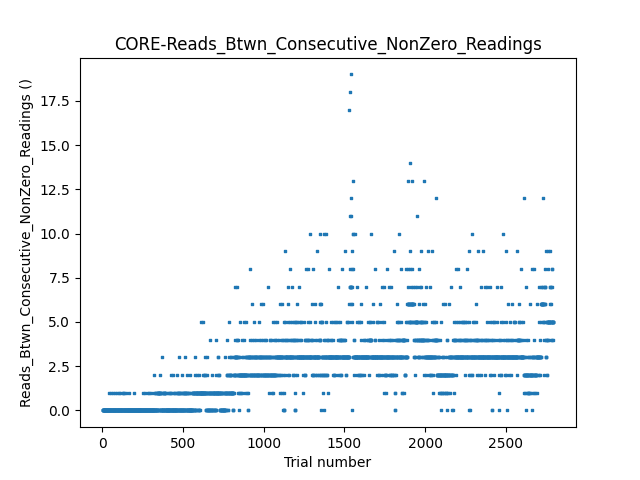 CORE-Reads_Btwn_Consecutive_NonZero_Readings
Reads_Btwn_Consecutive_NonZero_Readings ()
17.5
15.0
12.5
10.0
7.5
5.0
2.5
0.0
0 500 1000 1500 2000 2500
Trial number